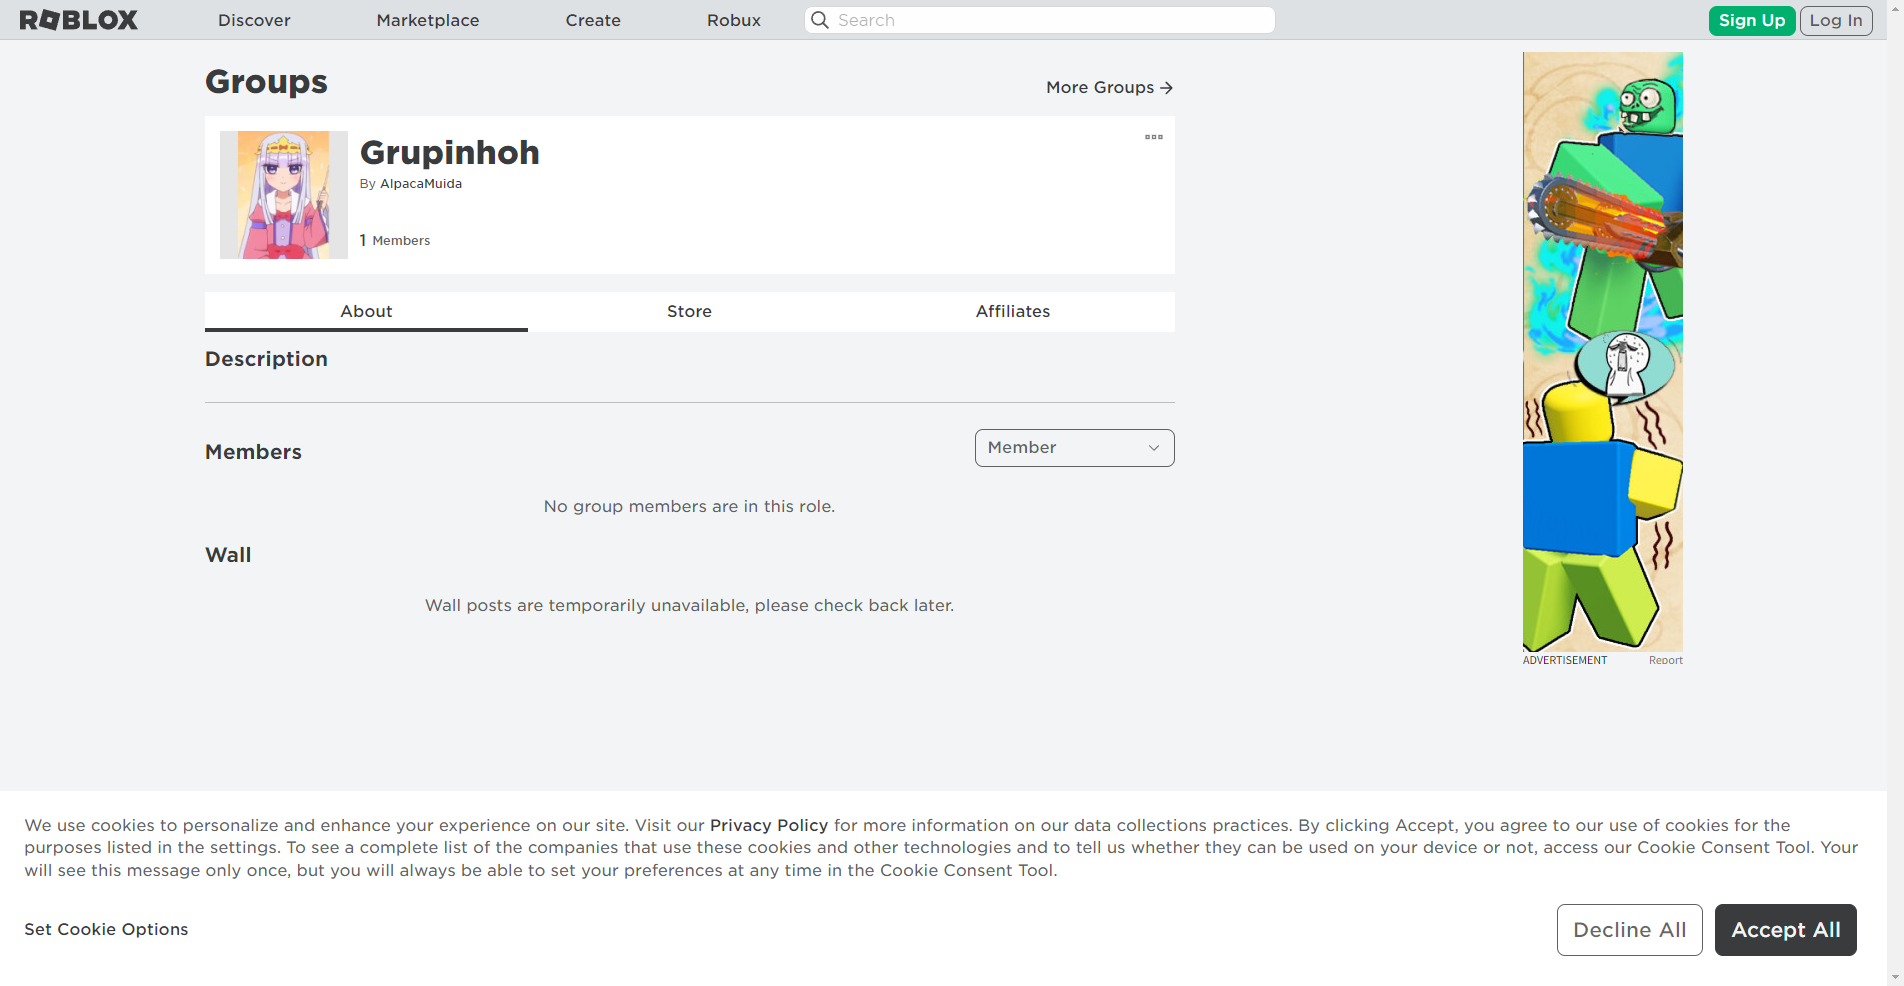 ROBLOX
Discover
Marketplace
Create
Robux
Search
Sign Up
Log In
Groups
More Groups
Grupinhoh
By AlpacaMuida
1 Members
About
Store
Affiliates
Description
Members
Member
No group members are in this role.
Wall
Wall posts are temporarily unavailable, please check back later.
ADVERTISEMENT
Report
We use cookies to personalize and enhance your experience on our site. Visit our Privacy Policy for more information on our data collections practices. By clicking Accept, you agree to our use of cookies for the
purposes listed in the settings. To see a complete list of the companies that use these cookies and other technologies and to tell us whether they can be used on your device or not, access our Cookie Consent Tool. Your
will see this message only once, but you will always be able to set your preferences at any time in the Cookie Consent Tool.
Set Cookie Options
Decline All
Accept All